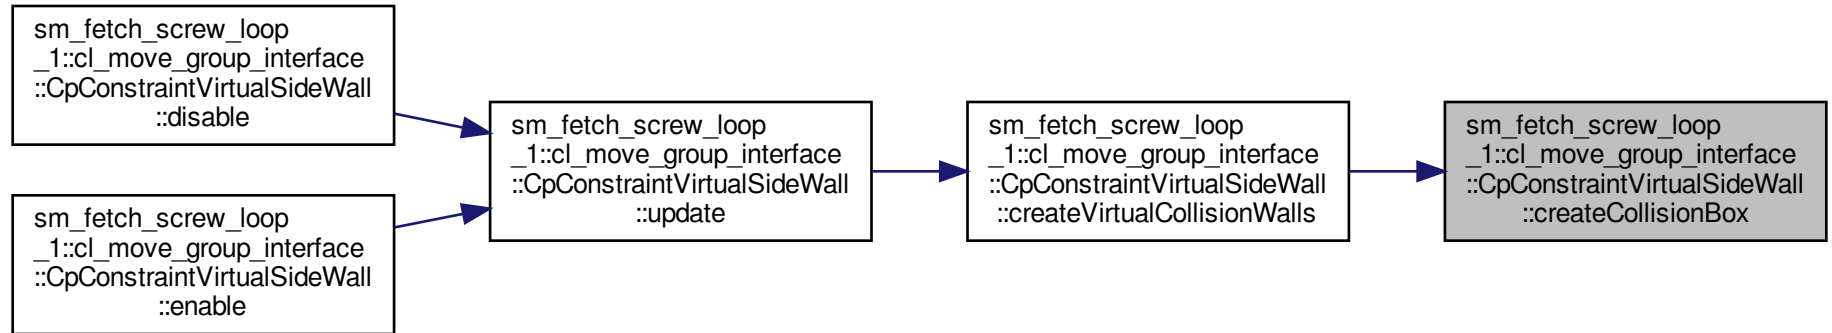 sm_fetch_screw_loop
_1::cl_move_group_interface
::CpConstraintVirtualSideWall
::disable
sm_fetch_screw_loop
_1::cl_move_group_interface
::CpConstraintVirtualSideWall
::enable
sm_fetch_screw_loop
_1::cl_move_group_interface
::CpConstraintVirtualSideWall
::update
sm_fetch_screw_loop
_1::cl_move_group_interface
::CpConstraintVirtualSideWall
::createVirtualCollisionWalls
sm_fetch_screw_loop
_1::cl_move_group_interface
::CpConstraintVirtualSideWall
::createCollisionBox